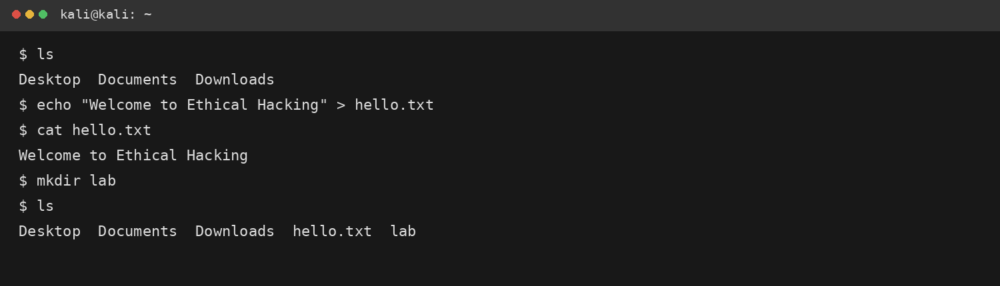 kali@kali: ~
$ ls
Desktop  Documents  Downloads
$ echo "Welcome to Ethical Hacking" > hello.txt
$ cat hello.txt
Welcome to Ethical Hacking
$ mkdir lab
$ ls
Desktop  Documents  Downloads  hello.txt  lab